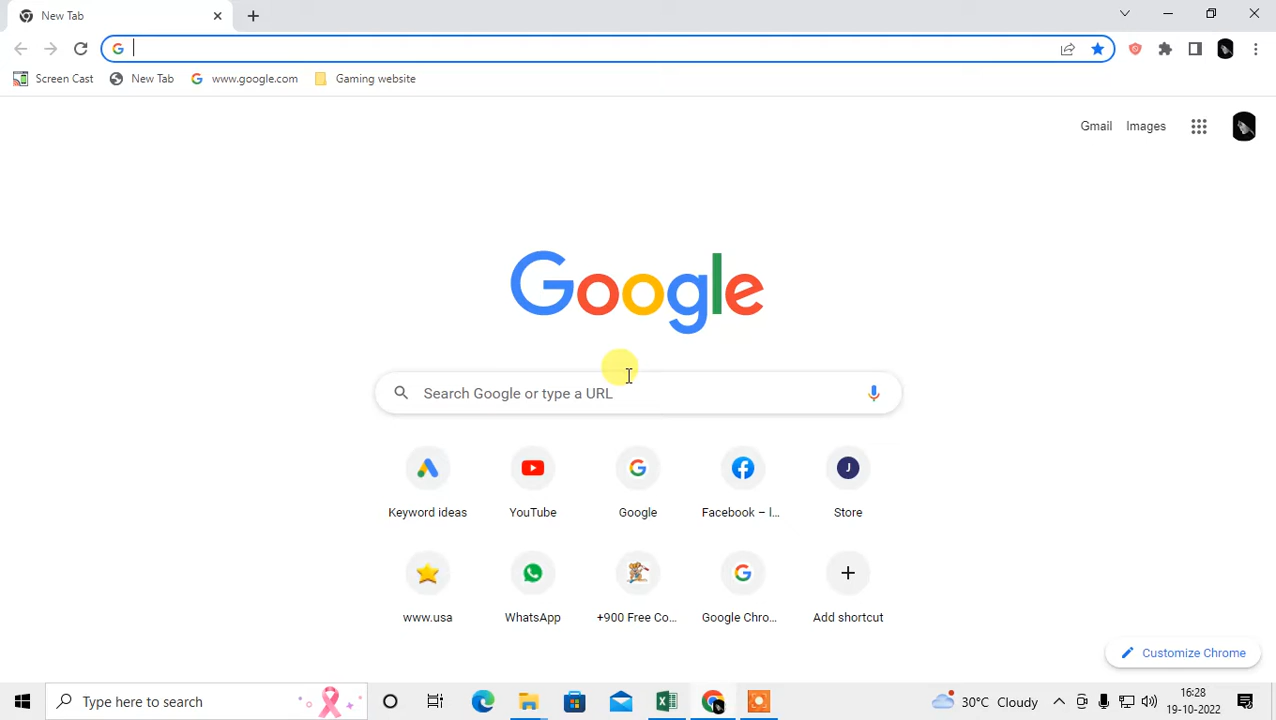 New Tab
Screen Cast New Tab www.google.com Gaming website
Gmail Images
Google
Search Google or type a URL
Keyword ideas YouTube Google Facebook – l... Store
J
www.usa WhatsApp +900 Free Co... Google Chro... Add shortcut
Customize Chrome
Type here to search
30°C Cloudy
16:28
19-10-2022